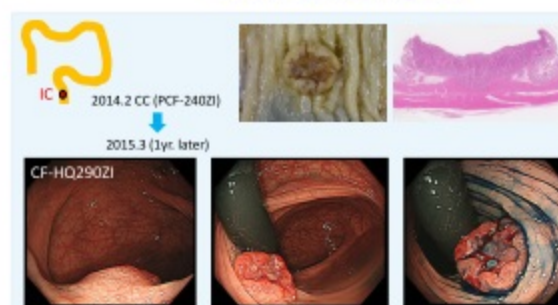 IC
2014.2 CC (PCF-240ZI)
2015.3 (1yr. later)
CF-HQ290ZI